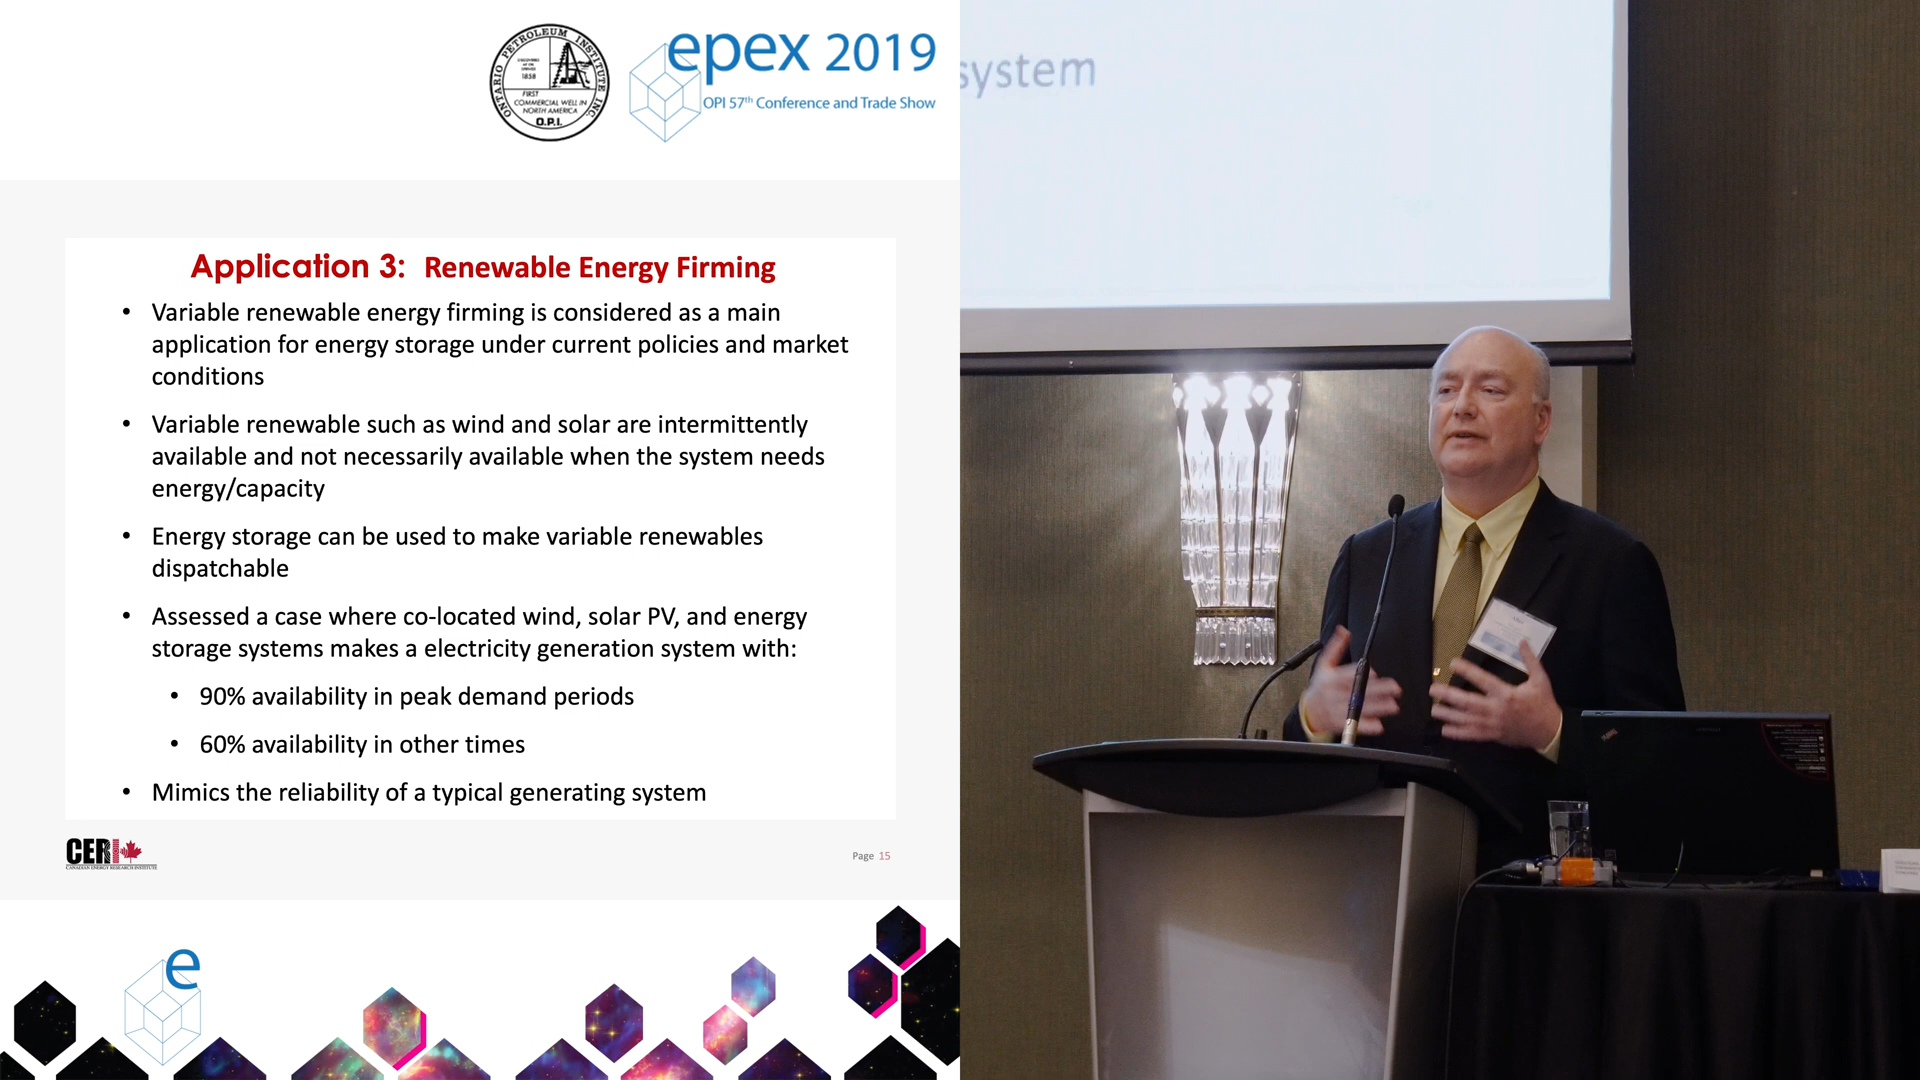 ONTARIO PETROLEUM INSTITUTE INC.
1858
FIRST
COMMERCIAL WELL IN
NORTH AMERICA
O.P.I.
epex 2019
OPI 57th Conference and Trade Show
system
Application 3: Renewable Energy Firming
• Variable renewable energy firming is considered as a main
application for energy storage under current policies and market
conditions
• Variable renewable such as wind and solar are intermittently
available and not necessarily available when the system needs
energy/capacity
• Energy storage can be used to make variable renewables
dispatchable
• Assessed a case where co-located wind, solar PV, and energy
storage systems makes a electricity generation system with:
• 90% availability in peak demand periods
• 60% availability in other times
• Mimics the reliability of a typical generating system
CERI
CANADIAN ENERGY RESEARCH INSTITUTE
Page 15
e